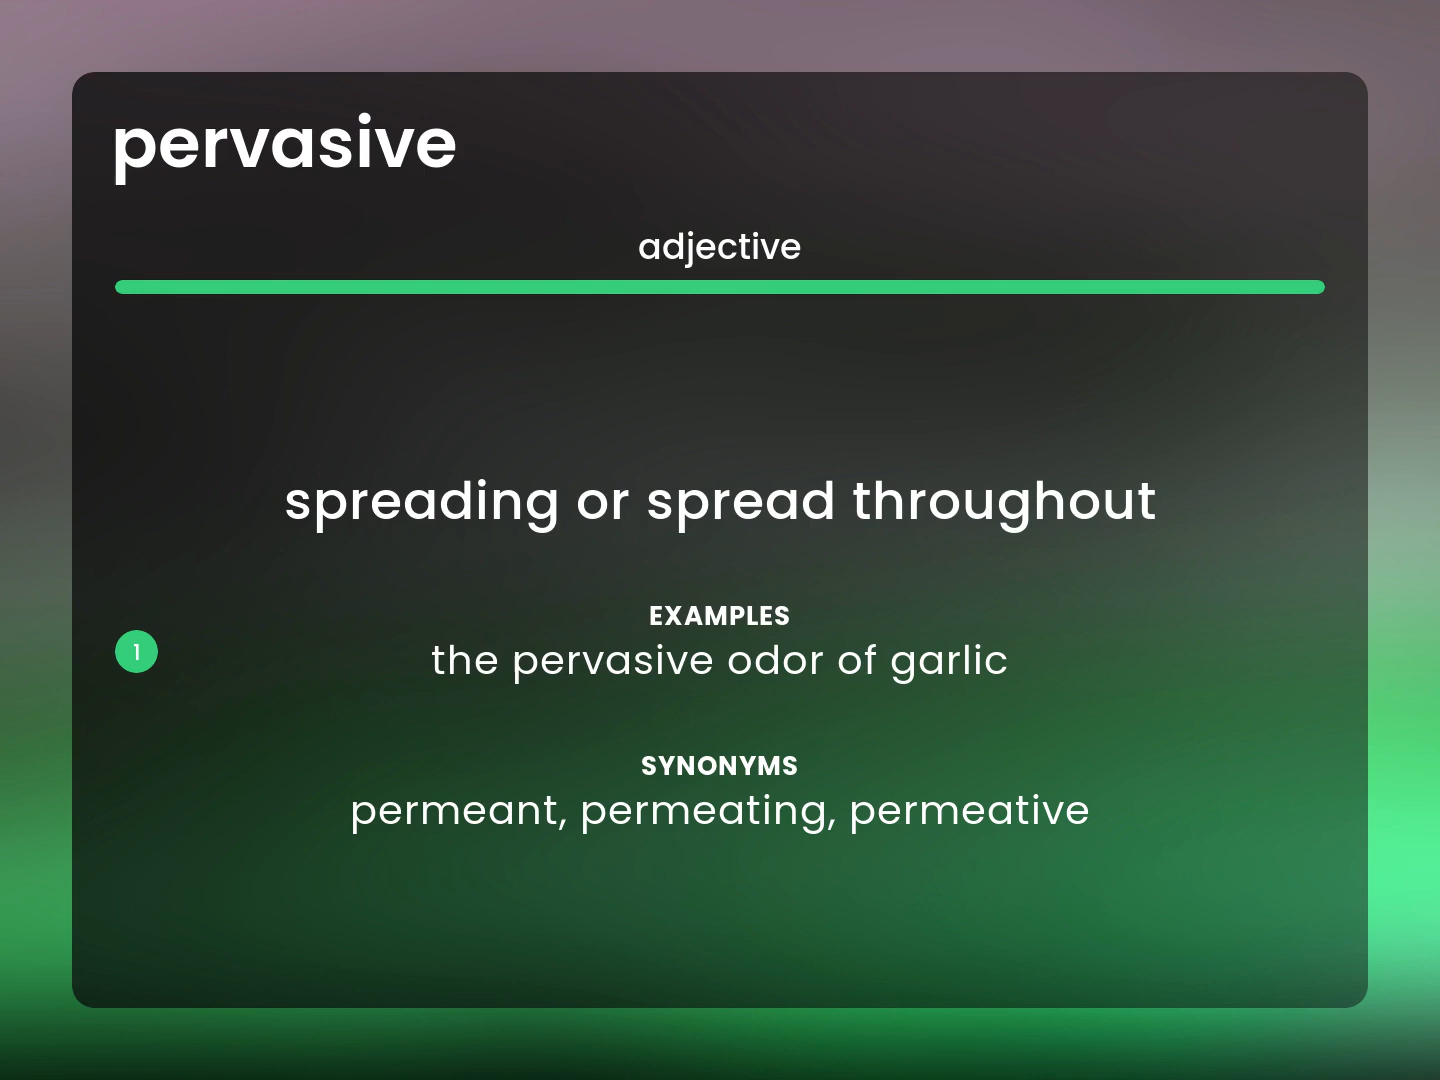 pervasive
adjective
spreading or spread throughout
EXAMPLES
1
the pervasive odor of garlic
SYNONYMS
permeant, permeating, permeative